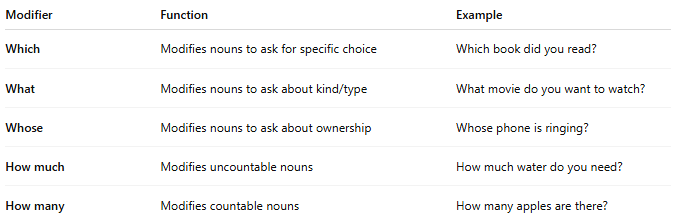 Modifier Function Example
Which Modifies nouns to ask for specific choice Which book did you read?
What Modifies nouns to ask about kind/type What movie do you want to watch?
Whose Modifies nouns to ask about ownership Whose phone is ringing?
How much Modifies uncountable nouns How much water do you need?
How many Modifies countable nouns How many apples are there?